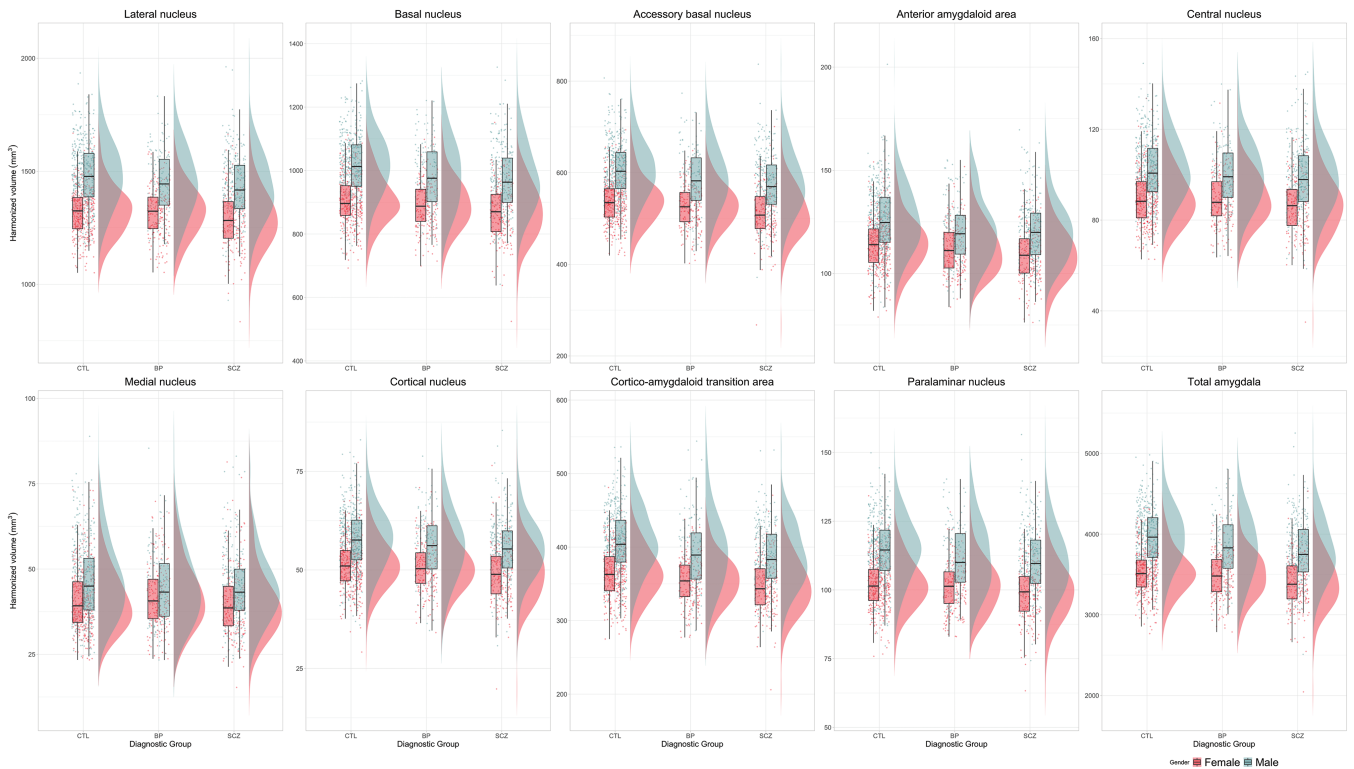 Lateral nucleus
Harmonized volume (mm³)
2000
1500
1000
CTL BP SCZ
Basal nucleus
1400
1200
1000
800
600
400
CTL BP SCZ
Accessory basal nucleus
800
600
400
200
CTL BP SCZ
Anterior amygdaloid area
200
150
100
CTL BP SCZ
Central nucleus
160
120
80
40
CTL BP SCZ
Medial nucleus
Harmonized volume (mm³)
100
75
50
25
CTL BP SCZ
Diagnostic Group
Cortical nucleus
75
50
25
CTL BP SCZ
Diagnostic Group
Cortico-amygdaloid transition area
600
500
400
300
200
CTL BP SCZ
Diagnostic Group
Paralaminar nucleus
150
125
100
75
50
CTL BP SCZ
Diagnostic Group
Total amygdala
5000
4000
3000
2000
CTL BP SCZ
Diagnostic Group
Gender Female Male